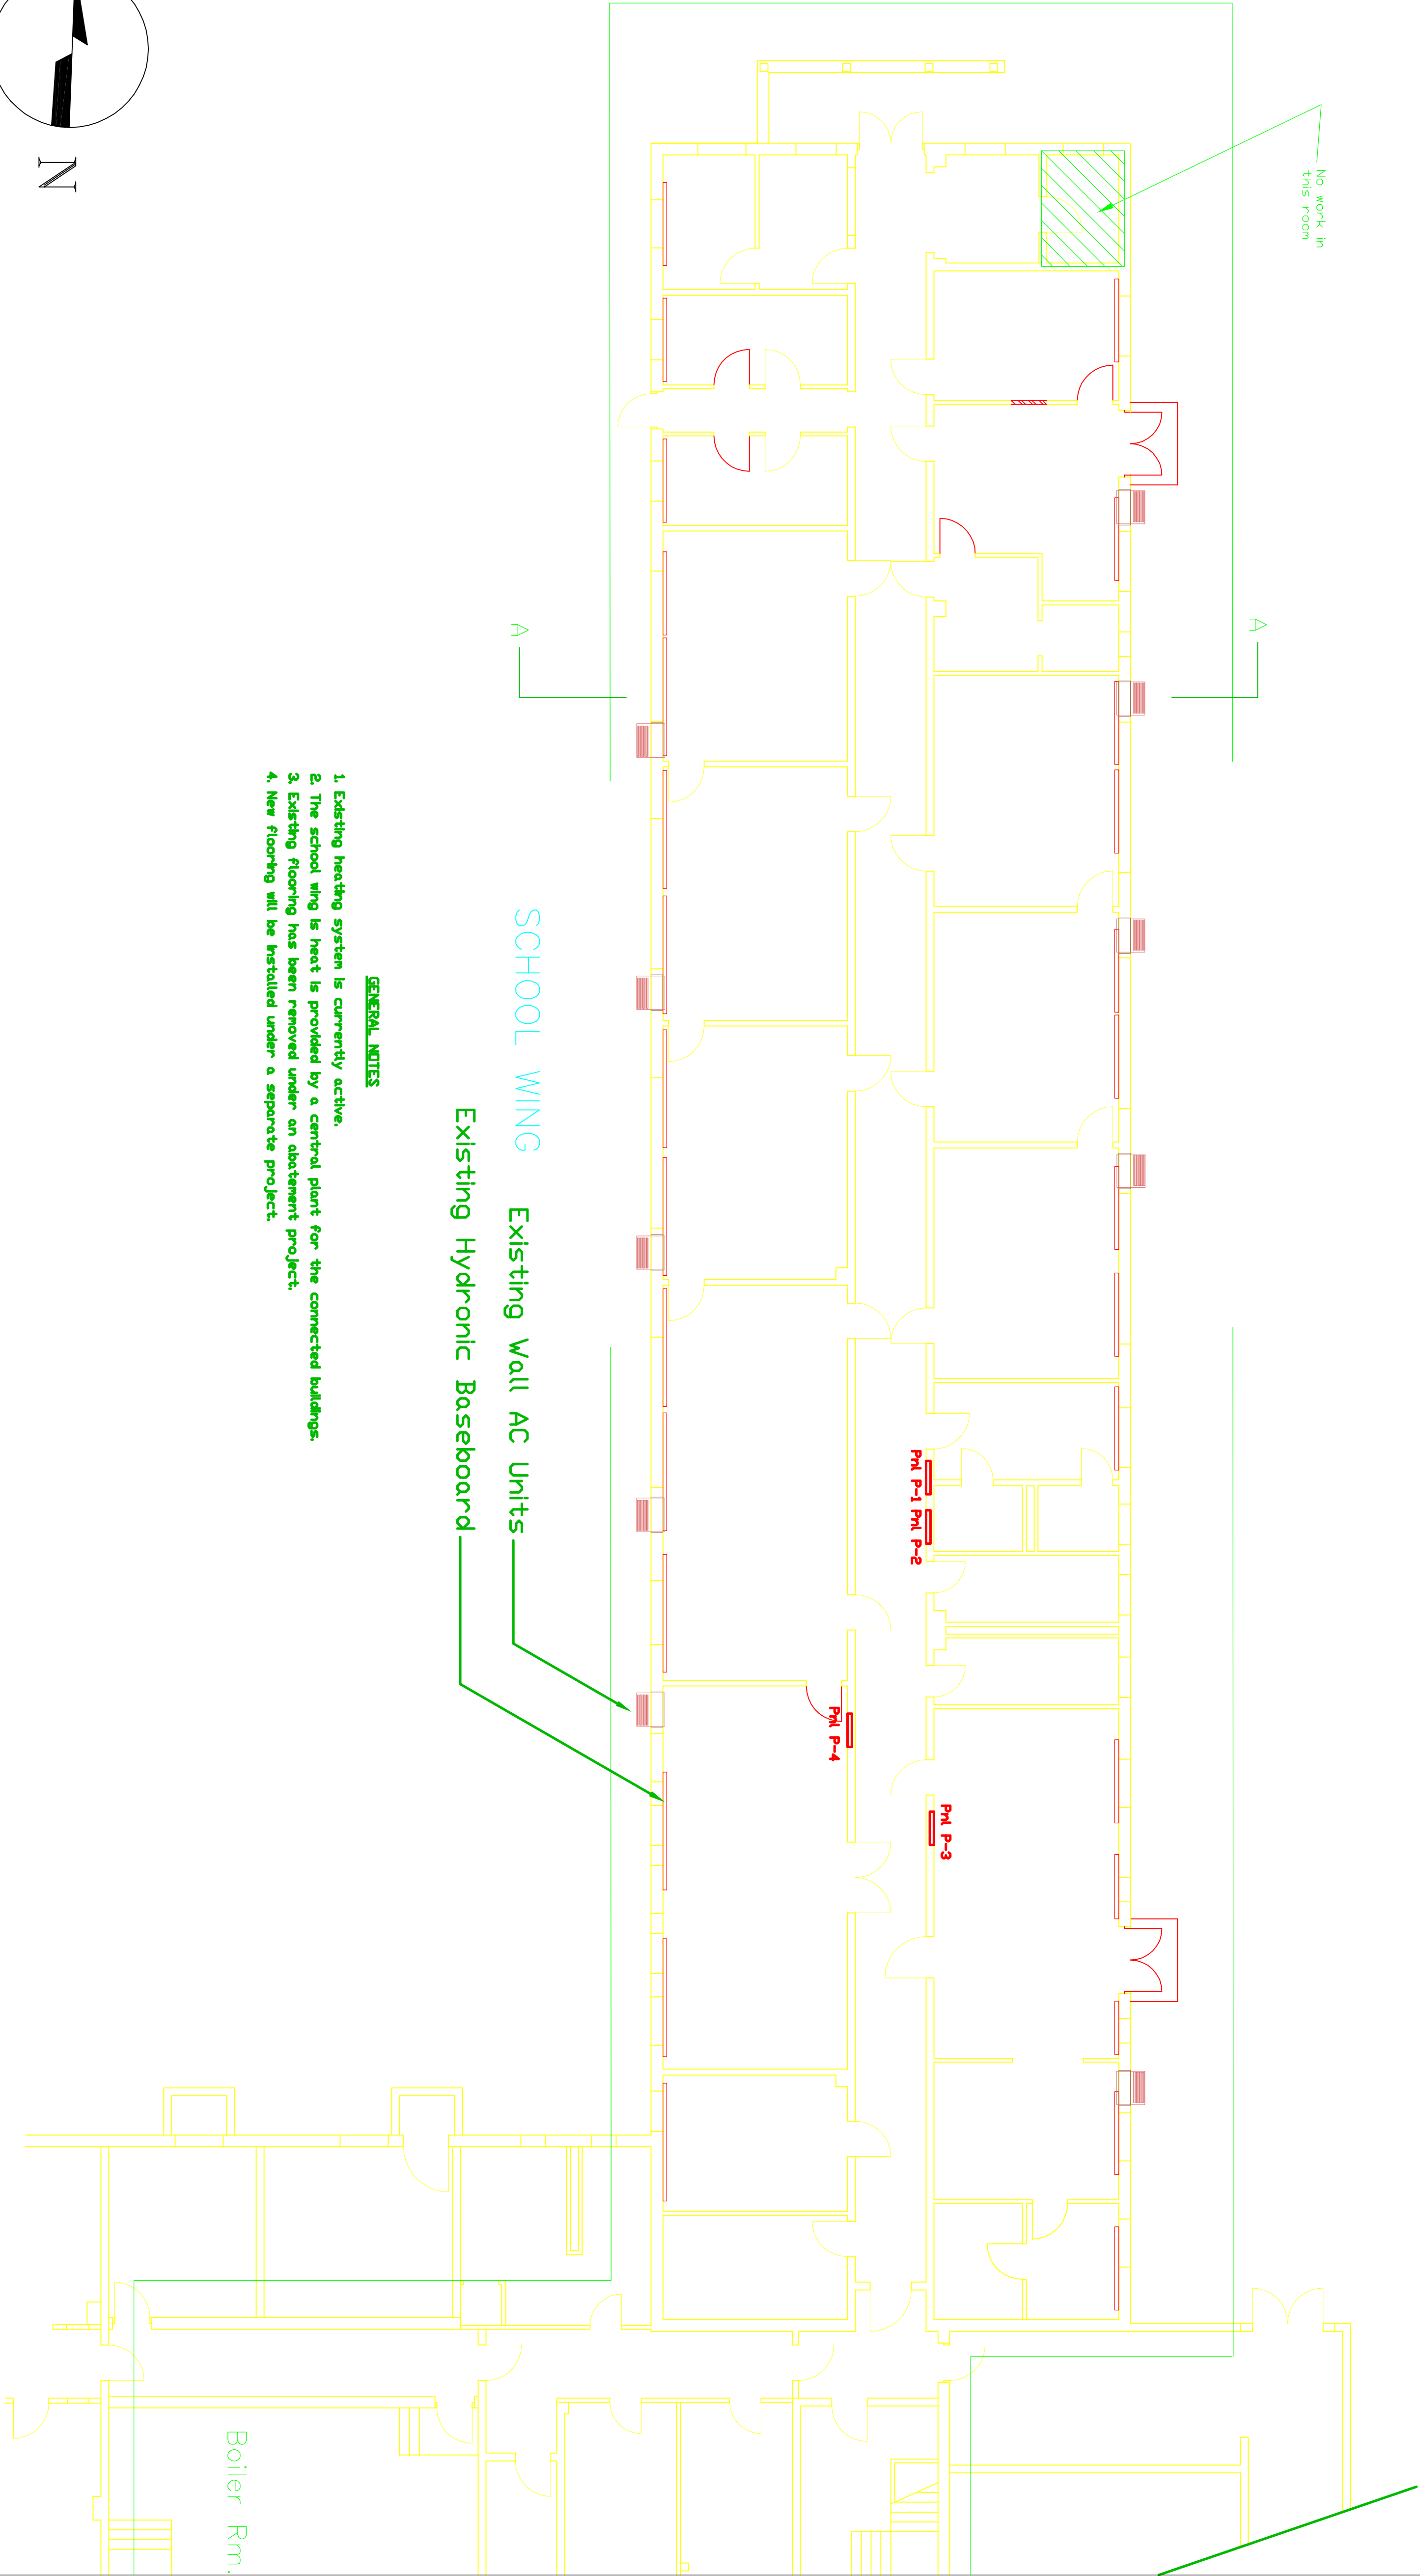 N
No work in
this room
A
A
SCHOOL WING
Existing Wall AC Units
Existing Hydronic Baseboard
GENERAL NOTES
1. Existing heating system is currently active.
2. The school wing is heat is provided by a central plant for the connected buildings.
3. Existing flooring has been removed under an abatement project.
4. New flooring will be installed under a separate project.
Pnl P-1 Pnl P-2
Pnl P-4
Pnl P-3
Boiler Rm.